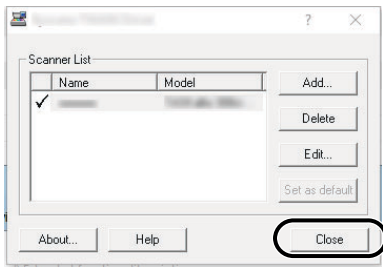 ?
Scanner List
Name Model
Add...
Delete
Edit...
Set as default
About... Help Close